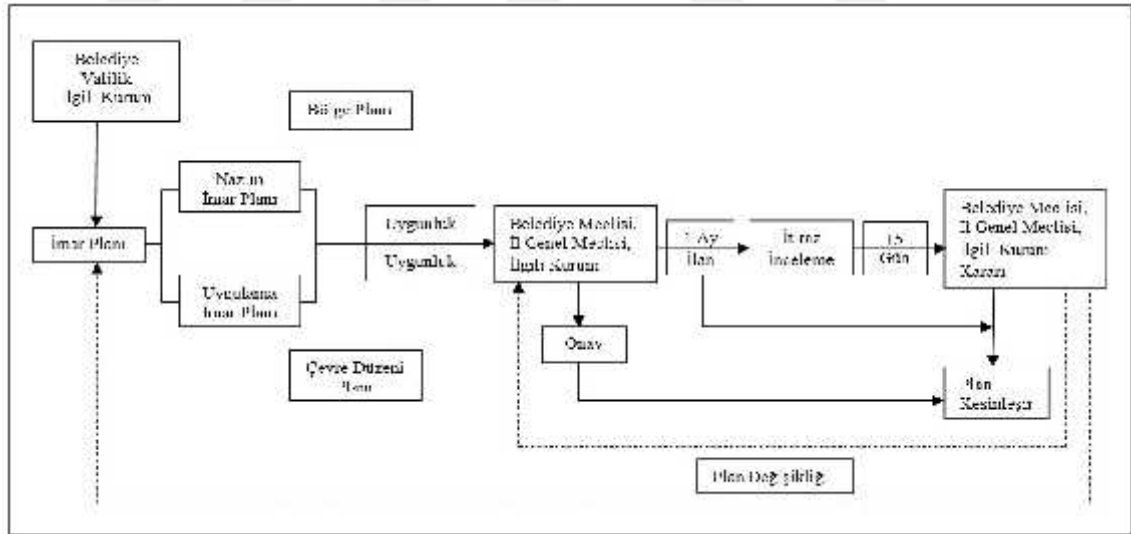 Belediye
Valilik
İlgili Kurum
Bölge Planı
Nazım
İmar Planı
İmar Planı
Uygulama
İmar Planı
Çevre Düzeni
Planı
Uygunluk
Uygunluk
Belediye Meclisi,
İl Genel Meclisi,
İlgili Kurum
1 Ay
İlan
İtiraz
İnceleme
15
Gün
Belediye Meclisi,
İl Genel Meclisi,
İlgili Kurum
Kararı
Onay
Plan
Kesinleşir
Plan Değişikliği